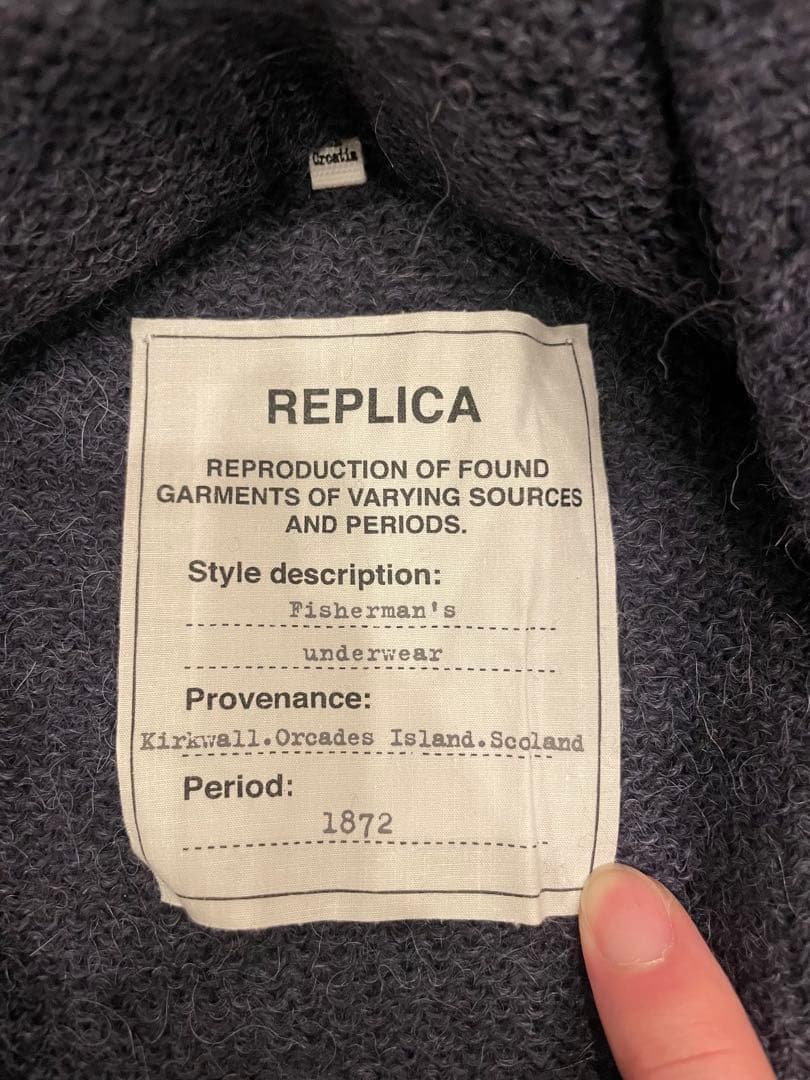 Croatia
REPLICA
REPRODUCTION OF FOUND
GARMENTS OF VARYING SOURCES
AND PERIODS.
Style description:
Fisherman's
underwear
Provenance:
Kirkwall.Orcades Island.Scoland
Period:
1872